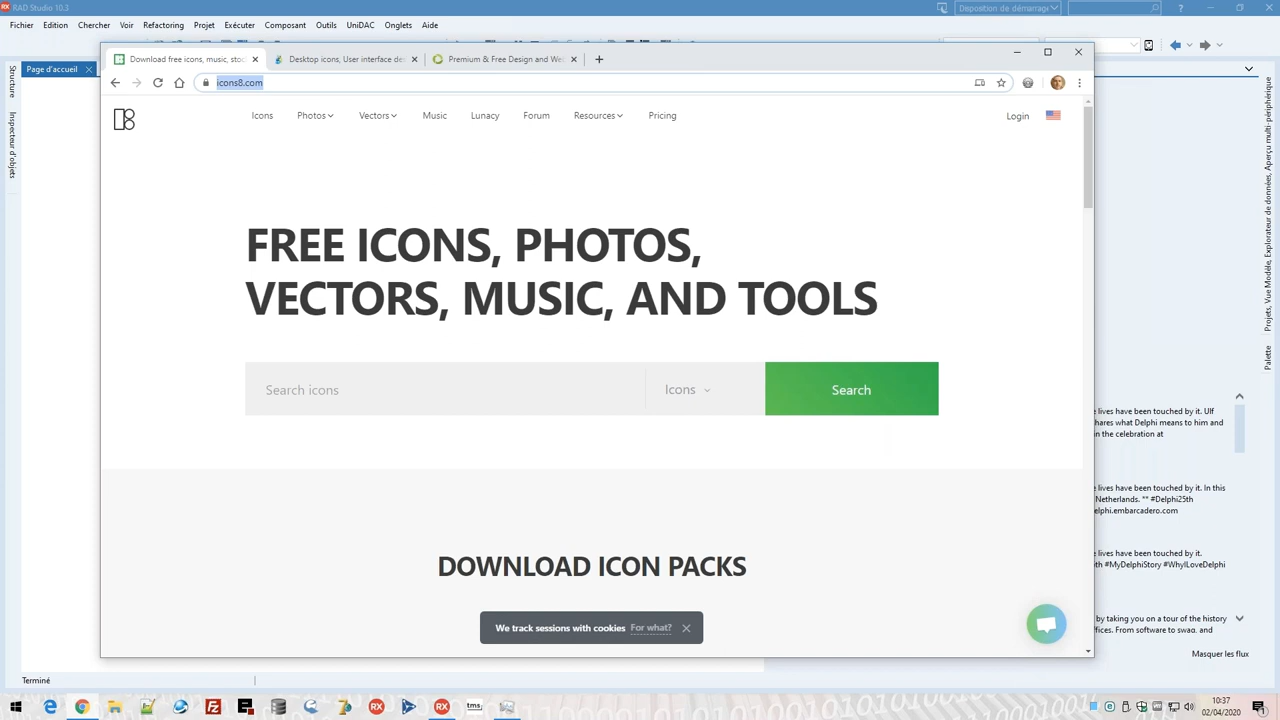 RAD Studio 10.3
Disposition de démarrage
Fichier Edition Chercher Voir Refactoring Projet Exécuter Composant Outils UniDAC Onglets Aide
Page d'accueil
Structure
Inspecteur d'objets
Download free icons, music, stoc
Desktop icons, User interface de
Premium & Free Design and We
icons8.com
Icons Photos Vectors Music Lunacy Forum Resources Pricing
Login
FREE ICONS, PHOTOS,
VECTORS, MUSIC, AND TOOLS
Search icons
Icons
Search
DOWNLOAD ICON PACKS
We track sessions with cookies For what?
Projets, Vue Modèle, Explorateur de données, Aperçu multi-périphérique
Palette
e lives have been touched by it. Ulf
hares what Delphi means to him and
in the celebration at
e lives have been touched by it. In this
Netherlands. ** #Delphi25th
elphi.embarcadero.com
e lives have been touched by it.
th #MyDelphiStory #WhyILoveDelphi
by taking you on a tour of the history
ffices. From software to swag, and
Masquer les flux
Terminé
tms
10:37
02/04/2020